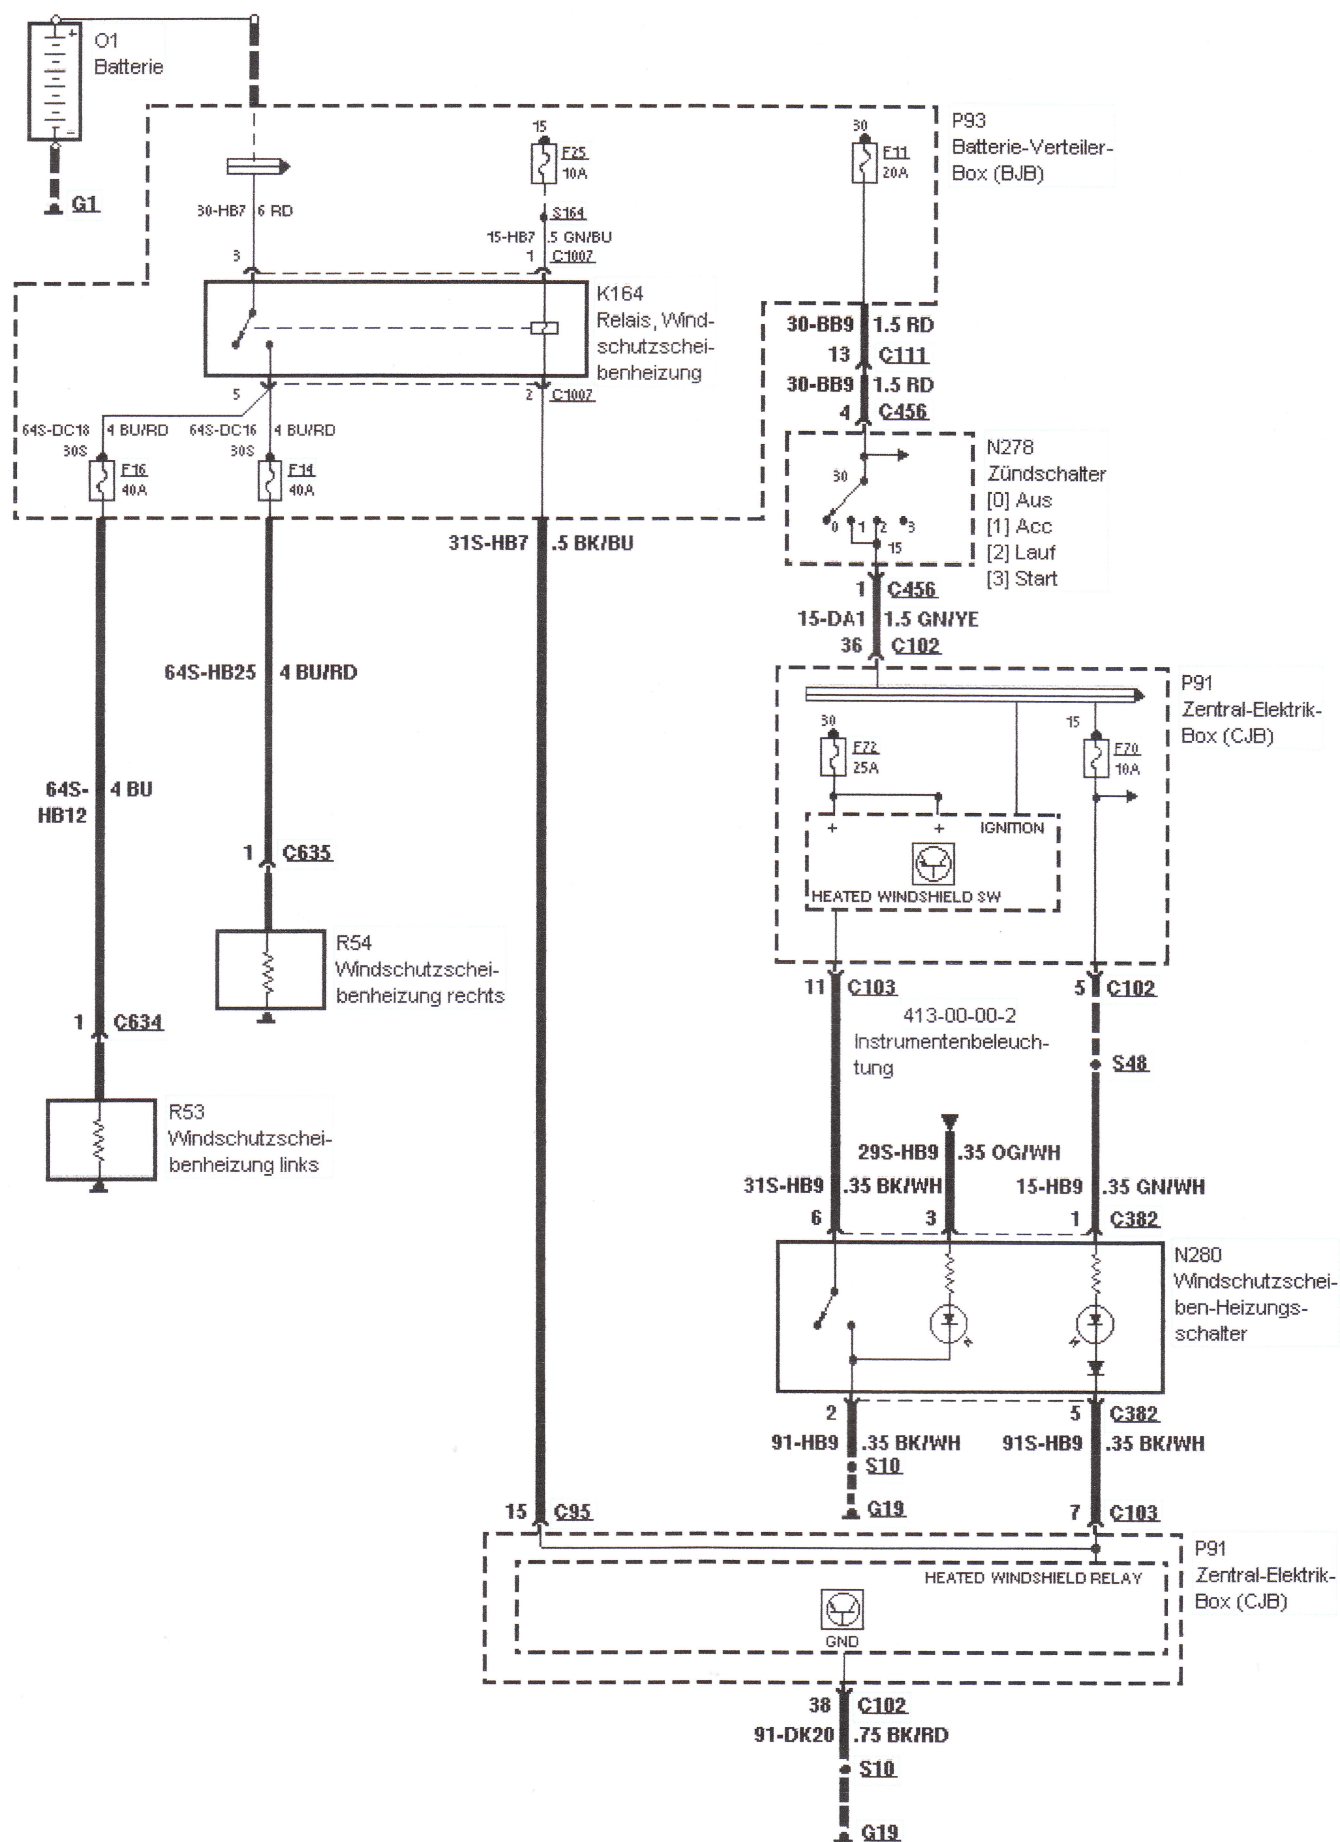 O1
Batterie
+
–
G1
P93
Batterie-Verteiler-
Box (BJB)
15
F25
10A
30
F11
20A
30-HB7 6 RD
S164
15-HB7 .5 GN/BU
3
1 C1007
K164
Relais, Wind-
schutzschei-
benheizung
30-BB9 1.5 RD
13 C111
30-BB9 1.5 RD
4 C456
5
2 C1007
64S-DC18 4 BU/RD
64S-DC16 4 BU/RD
30S
30S
F16
40A
F14
40A
N278
Zündschalter
[0] Aus
[1] Acc
[2] Lauf
[3] Start
30
0 1 2 3
15
31S-HB7 .5 BK/BU
1 C456
15-DA1 1.5 GN/YE
36 C102
64S-HB25 4 BU/RD
P91
Zentral-Elektrik-
Box (CJB)
30
F72
25A
15
F70
10A
64S-
HB12
4 BU
+ + IGNITION
HEATED WINDSHIELD SW
1 C635
R54
Windschutzschei-
benheizung rechts
11 C103
5 C102
413-00-00-2
Instrumentenbeleuch-
tung
1 C634
S48
R53
Windschutzschei-
benheizung links
29S-HB9 .35 OG/WH
31S-HB9 .35 BK/WH
15-HB9 .35 GN/WH
6 3 1 C382
N280
Windschutzschei-
ben-Heizungs-
schalter
2 5 C382
91-HB9 .35 BK/WH
91S-HB9 .35 BK/WH
S10
G19
15 C95
7 C103
P91
Zentral-Elektrik-
Box (CJB)
HEATED WINDSHIELD RELAY
GND
38 C102
91-DK20 .75 BK/RD
S10
G19